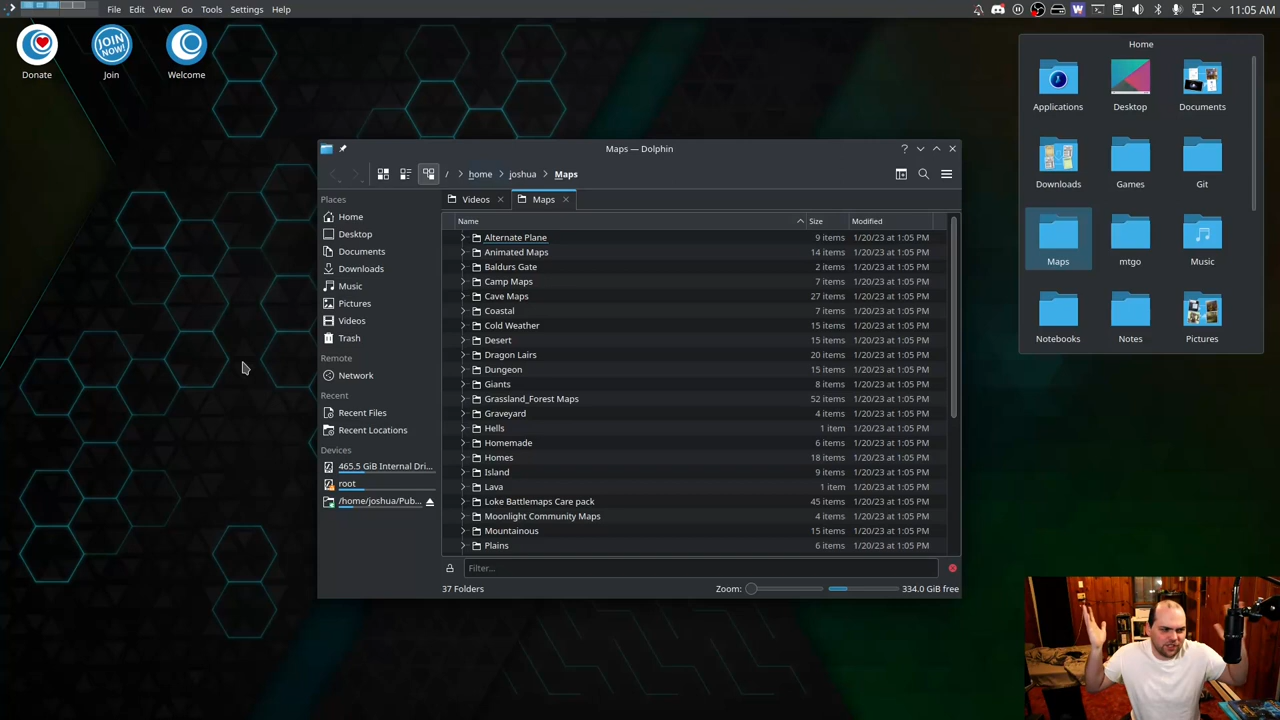 File Edit View Go Tools Settings Help
11:05 AM
Donate Join Welcome
JOIN NOW!
Home
Applications Desktop Documents
Downloads Games Git
Maps mtgo Music
Notebooks Notes Pictures
Maps — Dolphin
/ home joshua Maps
Videos Maps
Places
Home
Desktop
Documents
Downloads
Music
Pictures
Videos
Trash
Remote
Network
Recent
Recent Files
Recent Locations
Devices
465.5 GiB Internal Dri...
root
/home/joshua/Pub...
Name Size Modified
Alternate Plane 9 items 1/20/23 at 1:05 PM
Animated Maps 14 items 1/20/23 at 1:05 PM
Baldurs Gate 2 items 1/20/23 at 1:05 PM
Camp Maps 7 items 1/20/23 at 1:05 PM
Cave Maps 27 items 1/20/23 at 1:05 PM
Coastal 7 items 1/20/23 at 1:05 PM
Cold Weather 15 items 1/20/23 at 1:05 PM
Desert 15 items 1/20/23 at 1:05 PM
Dragon Lairs 20 items 1/20/23 at 1:05 PM
Dungeon 15 items 1/20/23 at 1:05 PM
Giants 8 items 1/20/23 at 1:05 PM
Grassland_Forest Maps 52 items 1/20/23 at 1:05 PM
Graveyard 4 items 1/20/23 at 1:05 PM
Hells 1 item 1/20/23 at 1:05 PM
Homemade 6 items 1/20/23 at 1:05 PM
Homes 18 items 1/20/23 at 1:05 PM
Island 9 items 1/20/23 at 1:05 PM
Lava 1 item 1/20/23 at 1:05 PM
Loke Battlemaps Care pack 45 items 1/20/23 at 1:05 PM
Moonlight Community Maps 4 items 1/20/23 at 1:05 PM
Mountainous 15 items 1/20/23 at 1:05 PM
Plains 6 items 1/20/23 at 1:05 PM
Filter...
37 Folders Zoom: 334.0 GiB free